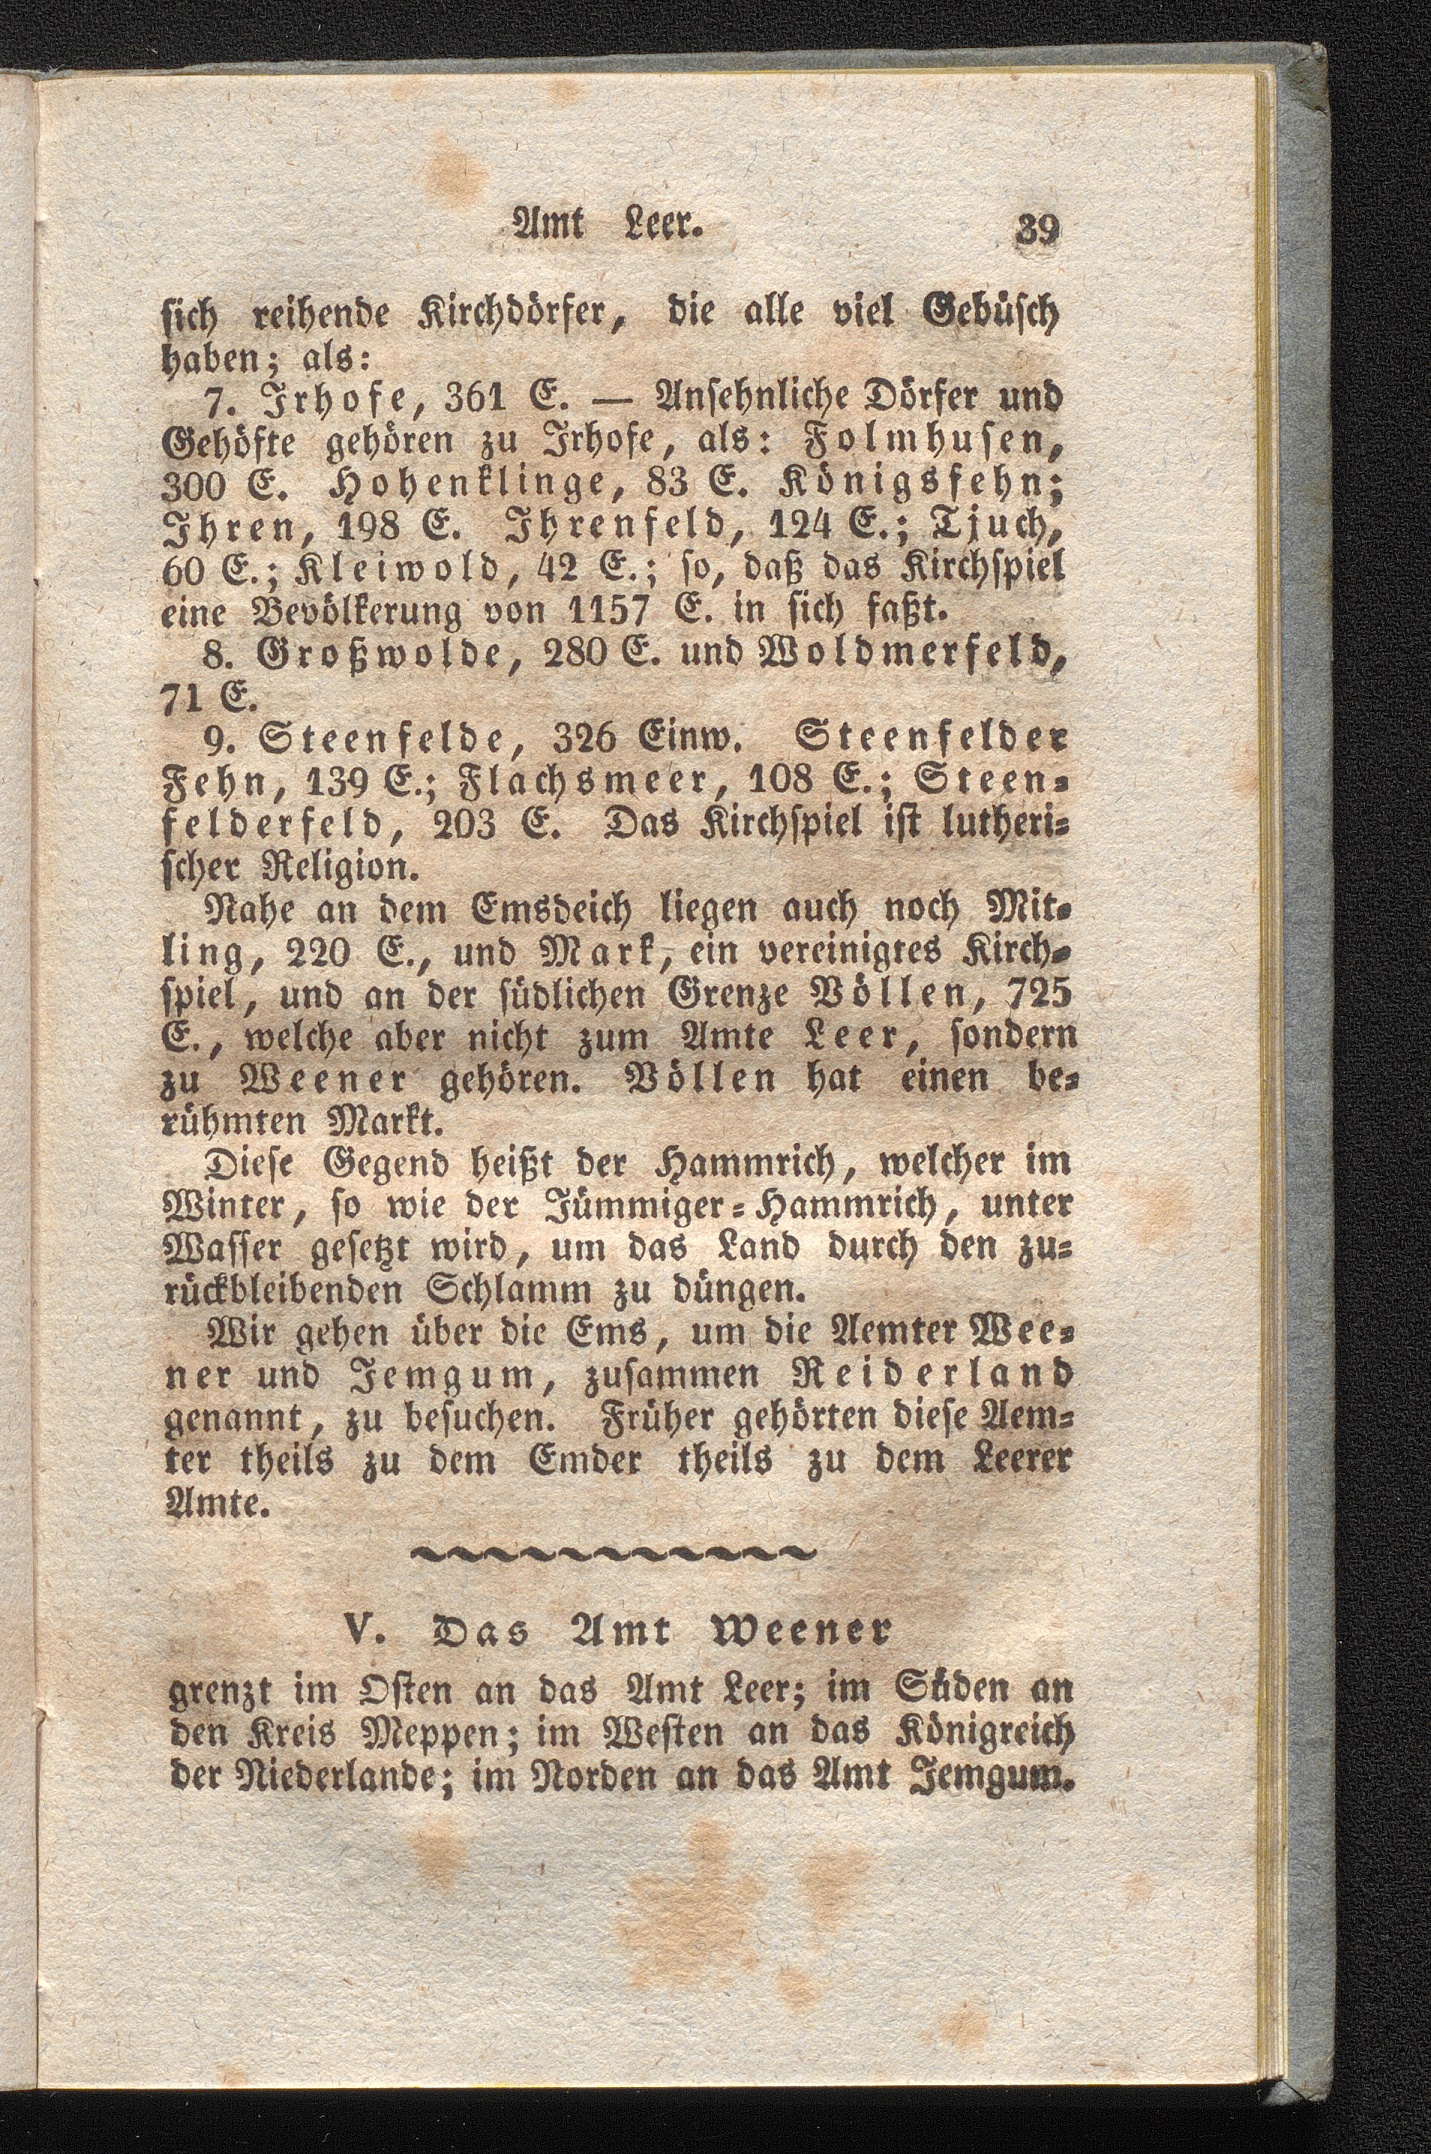 Amt Leer. 39
sich reihende Kirchdörfer, die alle viel Gebüsch
haben; als:
7. Irhofe, 361 E. — Ansehnliche Dörfer und
Gehöfte gehören zu Irhofe, als: Folmhusen,
300 E. Hohenklinge, 83 E. Königsfehn;
Ihren, 198 E. Ihrenfeld, 124 E.; Tjuch,
60 E.; Kleiwold, 42 E.; so, daß das Kirchspiel
eine Bevölkerung von 1157 E. in sich faßt.
8. Großwolde, 280 E. und Woldmerfeld,
71 E.
9. Steenfelde, 326 Einw. Steenfelder
Fehn, 139 E.; Flachsmeer, 108 E.; Steen-
felderfeld, 203 E. Das Kirchspiel ist lutheri-
scher Religion.
Nahe an dem Emsdeich liegen auch noch Mit-
ling, 220 E., und Mark, ein vereinigtes Kirch-
spiel, und an der südlichen Grenze Völlen, 725
E., welche aber nicht zum Amte Leer, sondern
zu Weener gehören. Völlen hat einen be-
rühmten Markt.
Diese Gegend heißt der Hammrich, welcher im
Winter, so wie der Jümmiger-Hammrich, unter
Wasser gesetzt wird, um das Land durch den zu-
rückbleibenden Schlamm zu düngen.
Wir gehen über die Ems, um die Aemter Wee-
ner und Jemgum, zusammen Reiderland
genannt, zu besuchen. Früher gehörten diese Aem-
ter theils zu dem Emder theils zu dem Leerer
Amte.
V. Das Amt Weener
grenzt im Osten an das Amt Leer; im Süden an
den Kreis Meppen; im Westen an das Königreich
der Niederlande; im Norden an das Amt Jemgum.